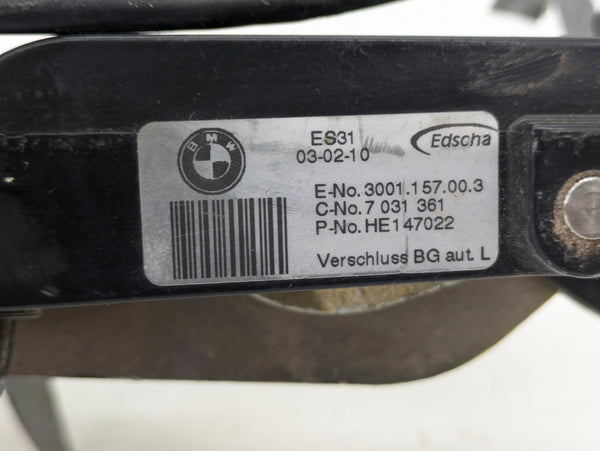 BMW
ES31
03-02-10
Edscha
E-No. 3001.157.00.3
C-No. 7 031 361
P-No. HE147022
Verschluss BG aut. L